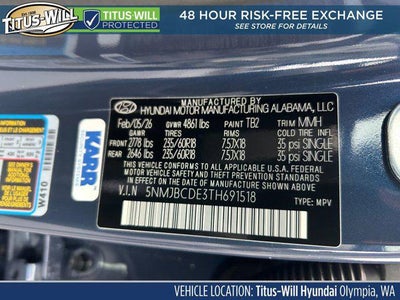 TITUS-WILL
TITUS-WILL
PROTECTED
48 HOUR RISK-FREE EXCHANGE
SEE STORE FOR DETAILS
MANUFACTURED BY
HYUNDAI MOTOR MANUFACTURING ALABAMA, LLC
Feb/05/26 GVWR 4861 lbs PAINT TB2 TRIM MMH
GAWR TIRES RIMS COLD TIRE INFLATION
FRONT 2778 lbs 235/60R18 7.5JX18 35 psi SINGLE
REAR 2646 lbs 235/60R18 7.5JX18 35 psi SINGLE
THIS VEHICLE CONFORMS TO ALL APPLICABLE U.S.A FEDERAL
MOTOR VEHICLE SAFETY AND THEFT PREVENTION STANDARDS
IN EFFECT ON THE DATE OF MANUFACTURE SHOWN ABOVE.
V.I.N 5NMJBCDE3TH691518 TYPE: MPV
KARR
W410
VEHICLE LOCATION: Titus-Will Hyundai Olympia, WA